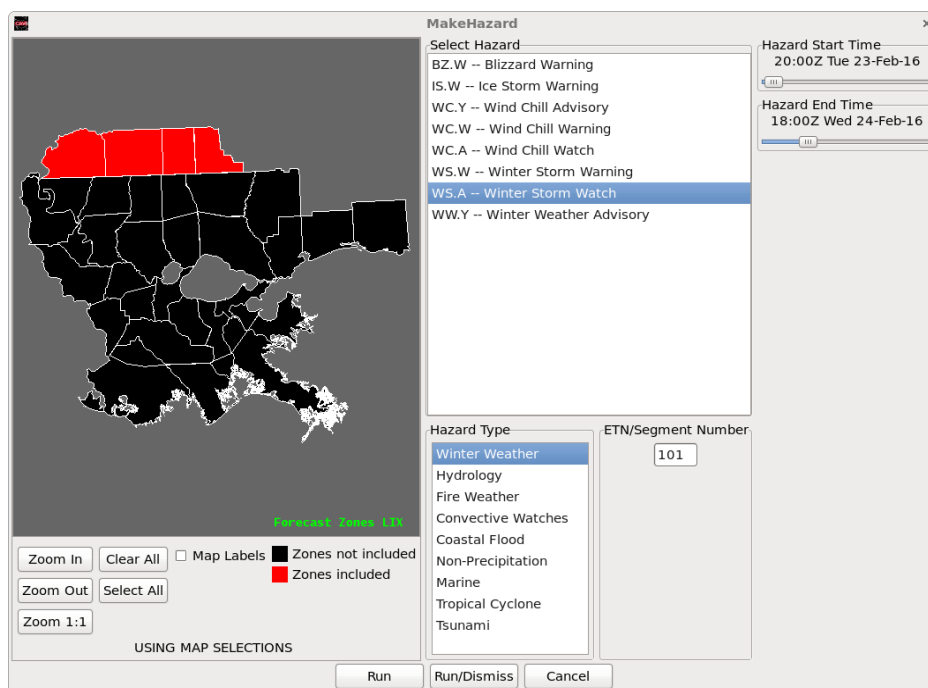 MakeHazard
Select Hazard
BZ.W -- Blizzard Warning
IS.W -- Ice Storm Warning
WC.Y -- Wind Chill Advisory
WC.W -- Wind Chill Warning
WC.A -- Wind Chill Watch
WS.W -- Winter Storm Warning
WS.A -- Winter Storm Watch
WW.Y -- Winter Weather Advisory
Hazard Start Time
20:00Z Tue 23-Feb-16
Hazard End Time
18:00Z Wed 24-Feb-16
Forecast Zones LIX
Zoom In
Clear All
Map Labels
Zones not included
Zones included
Zoom Out
Select All
Zoom 1:1
USING MAP SELECTIONS
Hazard Type
Winter Weather
Hydrology
Fire Weather
Convective Watches
Coastal Flood
Non-Precipitation
Marine
Tropical Cyclone
Tsunami
ETN/Segment Number
101
Run
Run/Dismiss
Cancel